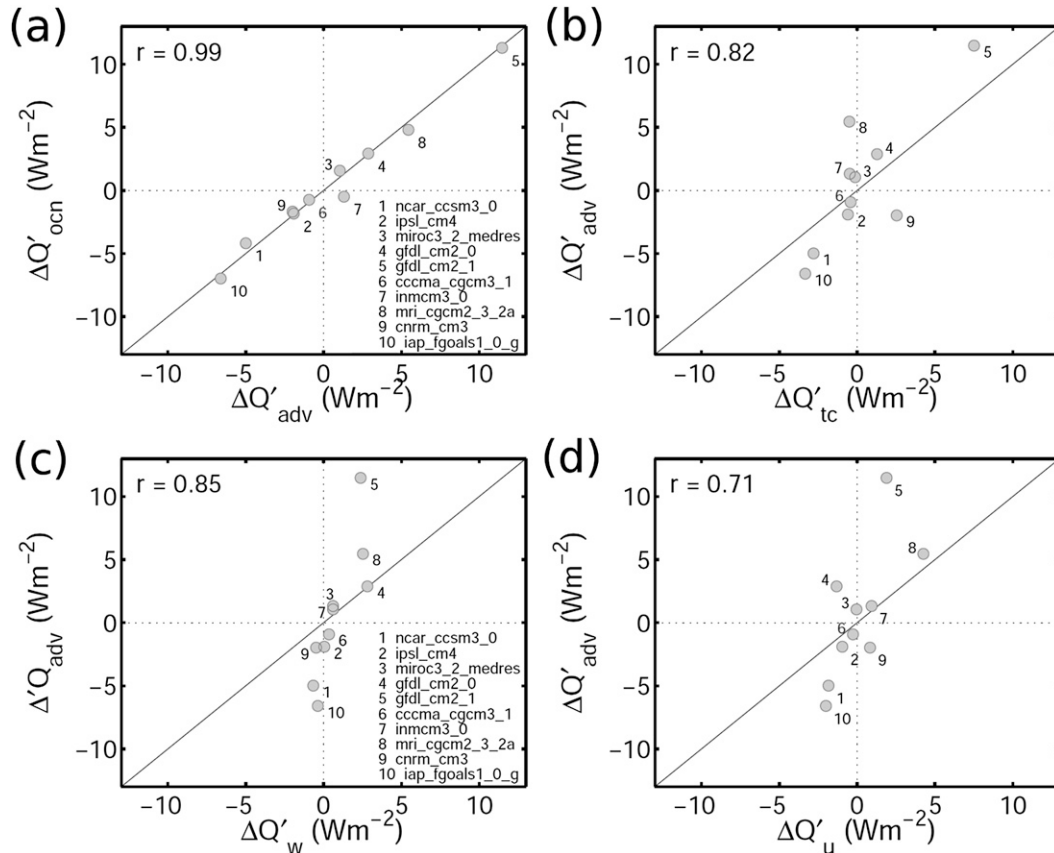 (a)
r = 0.99
10
5
0
−5
−10
ΔQ′ocn (Wm−2)
5
8
4
3
7
6
9
2
1
10
1 ncar_ccsm3_0
2 ipsl_cm4
3 miroc3_2_medres
4 gfdl_cm2_0
5 gfdl_cm2_1
6 cccma_cgcm3_1
7 inmcm3_0
8 mri_cgcm2_3_2a
9 cnrm_cm3
10 iap_fgoals1_0_g
−10 −5 0 5 10
ΔQ′adv (Wm−2)
(b)
r = 0.82
10
5
0
−5
−10
ΔQ′adv (Wm−2)
5
8
4
7
3
6
2
9
1
10
−10 −5 0 5 10
ΔQ′tc (Wm−2)
(c)
r = 0.85
10
5
0
−5
−10
Δ′Qadv (Wm−2)
5
8
4
3
7
6
9
2
1
10
1 ncar_ccsm3_0
2 ipsl_cm4
3 miroc3_2_medres
4 gfdl_cm2_0
5 gfdl_cm2_1
6 cccma_cgcm3_1
7 inmcm3_0
8 mri_cgcm2_3_2a
9 cnrm_cm3
10 iap_fgoals1_0_g
−10 −5 0 5 10
ΔQ′w (Wm−2)
(d)
r = 0.71
10
5
0
−5
−10
ΔQ′adv (Wm−2)
5
8
4
3
7
6
2
9
1
10
−10 −5 0 5 10
ΔQ′u (Wm−2)